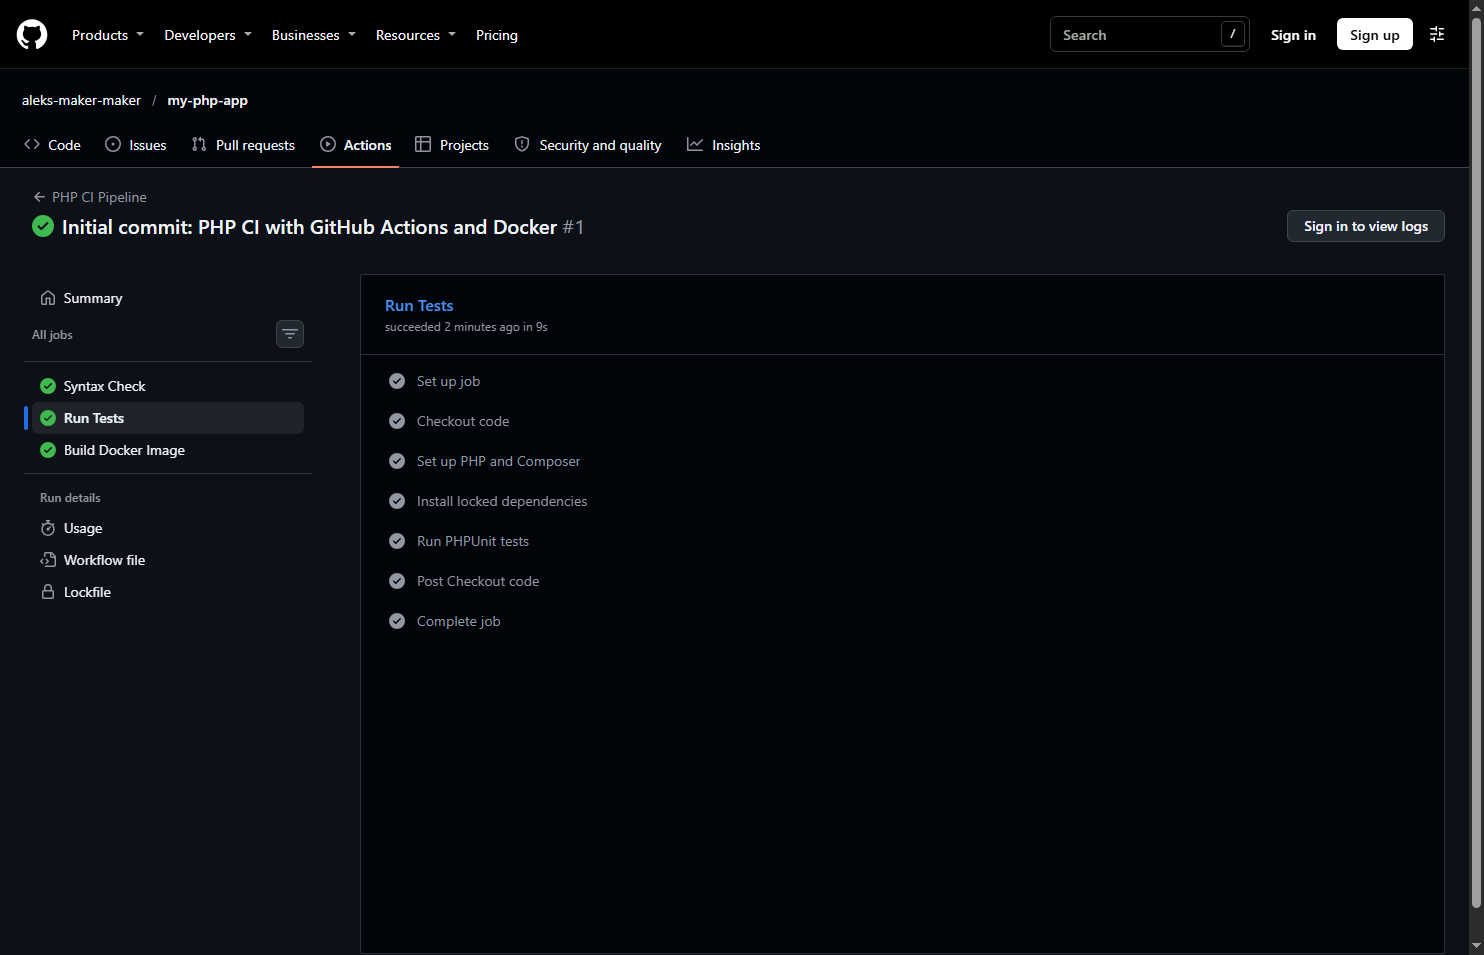 Products Developers Businesses Resources Pricing Search / Sign in Sign up
aleks-maker-maker / my-php-app
Code Issues Pull requests Actions Projects Security and quality Insights
PHP CI Pipeline
Initial commit: PHP CI with GitHub Actions and Docker #1
Sign in to view logs
Summary
All jobs
Syntax Check
Run Tests
Build Docker Image
Run details
Usage
Workflow file
Lockfile
Run Tests
succeeded 2 minutes ago in 9s
Set up job
Checkout code
Set up PHP and Composer
Install locked dependencies
Run PHPUnit tests
Post Checkout code
Complete job